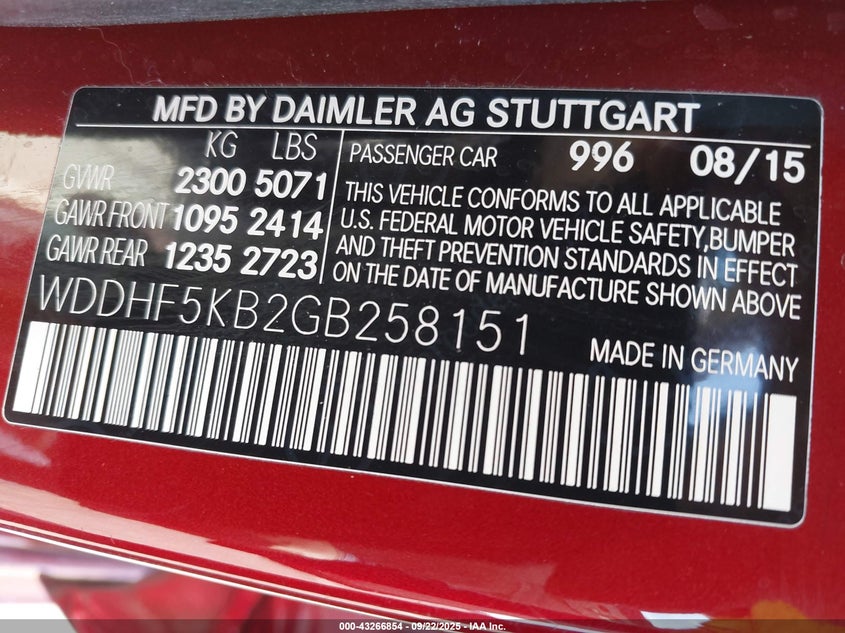 MFD BY DAIMLER AG STUTTGART
KG LBS
GVWR 2300 5071
GAWR FRONT 1095 2414
GAWR REAR 1235 2723
PASSENGER CAR 996 08/15
THIS VEHICLE CONFORMS TO ALL APPLICABLE
U.S. FEDERAL MOTOR VEHICLE SAFETY,BUMPER
AND THEFT PREVENTION STANDARDS IN EFFECT
ON THE DATE OF MANUFACTURE SHOWN ABOVE
WDDHF5KB2GB258151
MADE IN GERMANY
000-43266854 - 09/22/2025 - IAA Inc.